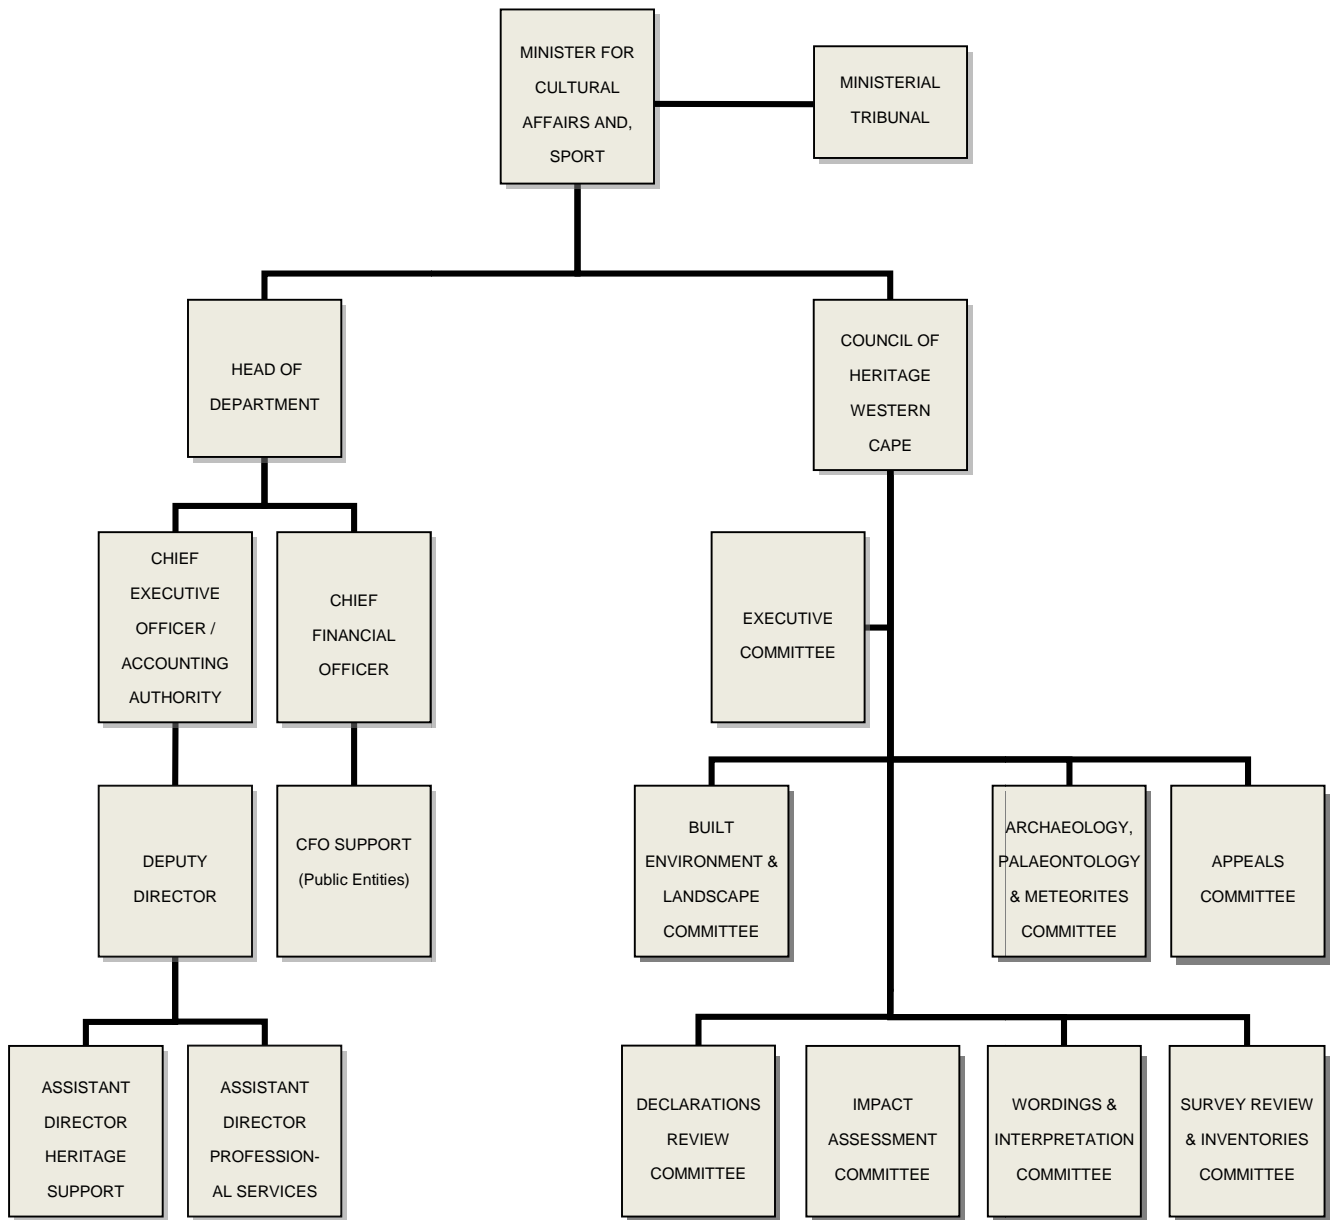 MINISTER FOR
CULTURAL
AFFAIRS AND,
SPORT
MINISTERIAL
TRIBUNAL
HEAD OF
DEPARTMENT
COUNCIL OF
HERITAGE
WESTERN
CAPE
CHIEF
EXECUTIVE
OFFICER /
ACCOUNTING
AUTHORITY
CHIEF
FINANCIAL
OFFICER
EXECUTIVE
COMMITTEE
DEPUTY
DIRECTOR
CFO SUPPORT
(Public Entities)
BUILT
ENVIRONMENT &
LANDSCAPE
COMMITTEE
ARCHAEOLOGY,
PALAEONTOLOGY
& METEORITES
COMMITTEE
APPEALS
COMMITTEE
ASSISTANT
DIRECTOR
HERITAGE
SUPPORT
ASSISTANT
DIRECTOR
PROFESSION-
AL SERVICES
DECLARATIONS
REVIEW
COMMITTEE
IMPACT
ASSESSMENT
COMMITTEE
WORDINGS &
INTERPRETATION
COMMITTEE
SURVEY REVIEW
& INVENTORIES
COMMITTEE